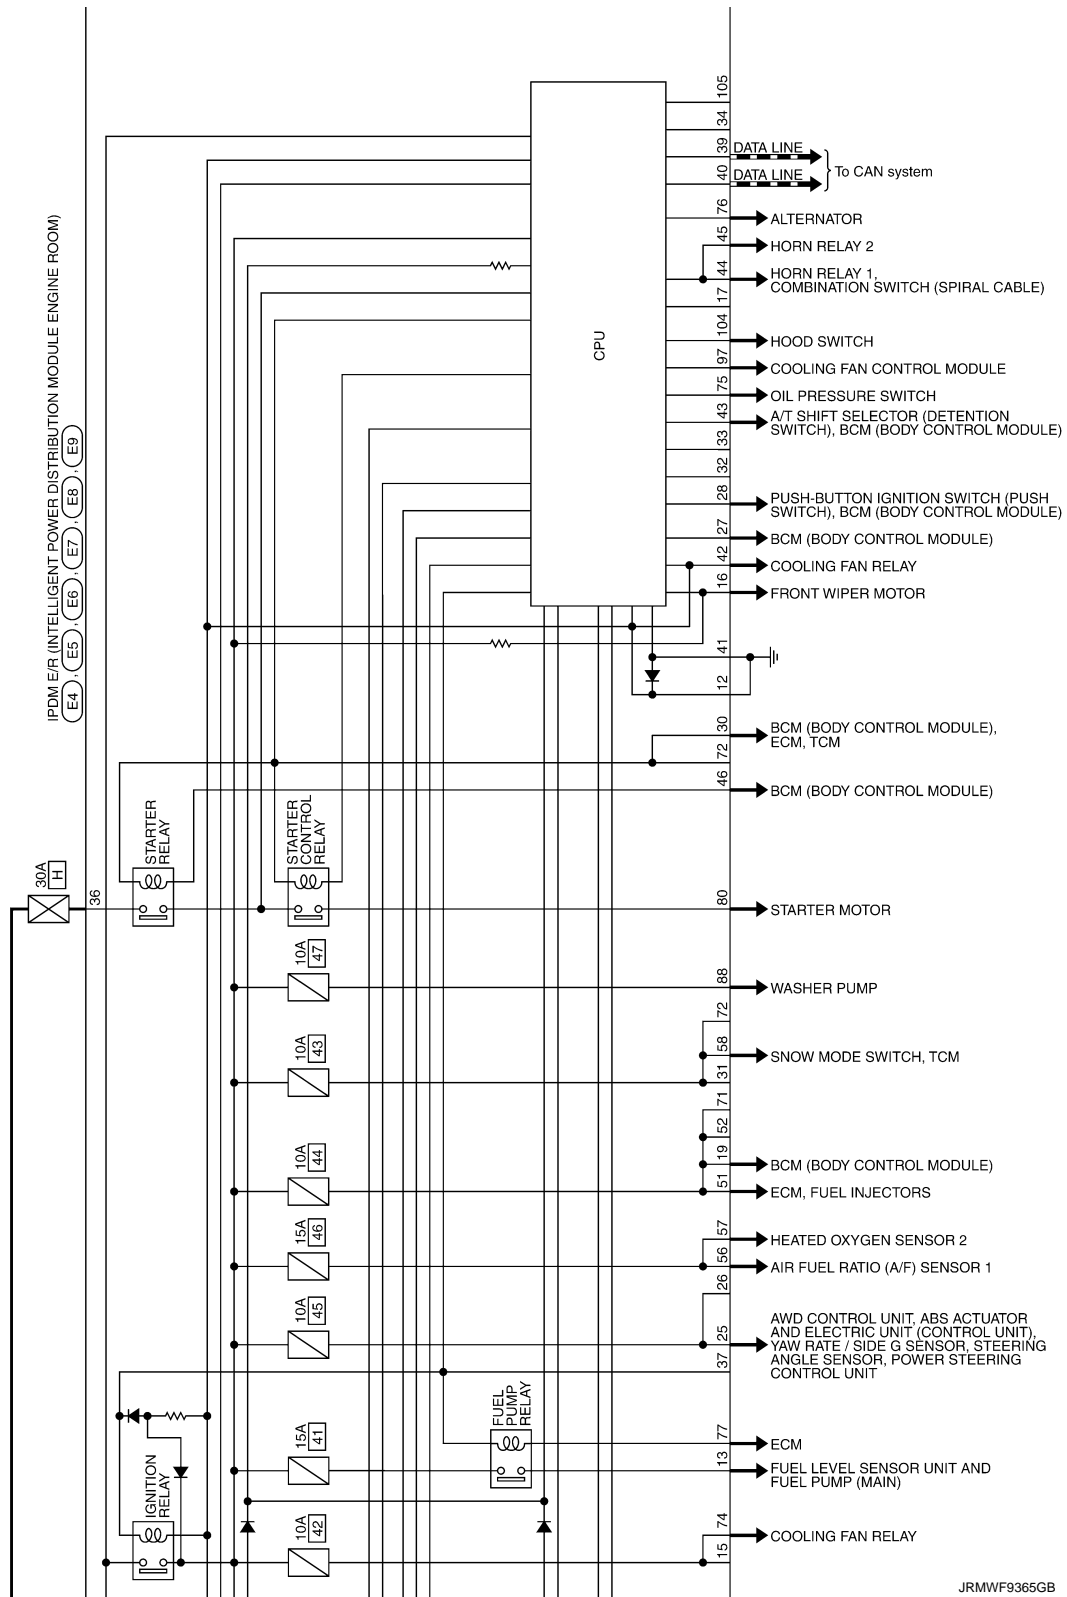 105
34
39
DATA LINE
40
DATA LINE
To CAN system
76
ALTERNATOR
45
HORN RELAY 2
44
HORN RELAY 1,
COMBINATION SWITCH (SPIRAL CABLE)
17
104
HOOD SWITCH
97
COOLING FAN CONTROL MODULE
75
OIL PRESSURE SWITCH
43
A/T SHIFT SELECTOR (DETENTION
SWITCH), BCM (BODY CONTROL MODULE)
33
32
28
PUSH-BUTTON IGNITION SWITCH (PUSH
SWITCH), BCM (BODY CONTROL MODULE)
27
BCM (BODY CONTROL MODULE)
42
COOLING FAN RELAY
16
FRONT WIPER MOTOR
CPU
IPDM E/R (INTELLIGENT POWER DISTRIBUTION MODULE ENGINE ROOM)
E4 , E5 , E6 , E7 , E8 , E9
41
12
30
BCM (BODY CONTROL MODULE),
ECM, TCM
72
46
BCM (BODY CONTROL MODULE)
STARTER
RELAY
STARTER
CONTROL
RELAY
30A
H
36
80
STARTER MOTOR
10A
47
88
WASHER PUMP
72
10A
43
58
SNOW MODE SWITCH, TCM
31
71
52
10A
44
19
BCM (BODY CONTROL MODULE)
51
ECM, FUEL INJECTORS
15A
46
57
HEATED OXYGEN SENSOR 2
56
AIR FUEL RATIO (A/F) SENSOR 1
26
10A
45
25
AWD CONTROL UNIT, ABS ACTUATOR
AND ELECTRIC UNIT (CONTROL UNIT),
YAW RATE / SIDE G SENSOR, STEERING
ANGLE SENSOR, POWER STEERING
CONTROL UNIT
37
FUEL
PUMP
RELAY
15A
41
77
ECM
13
FUEL LEVEL SENSOR UNIT AND
FUEL PUMP (MAIN)
IGNITION
RELAY
10A
42
74
COOLING FAN RELAY
15
JRMWF9365GB